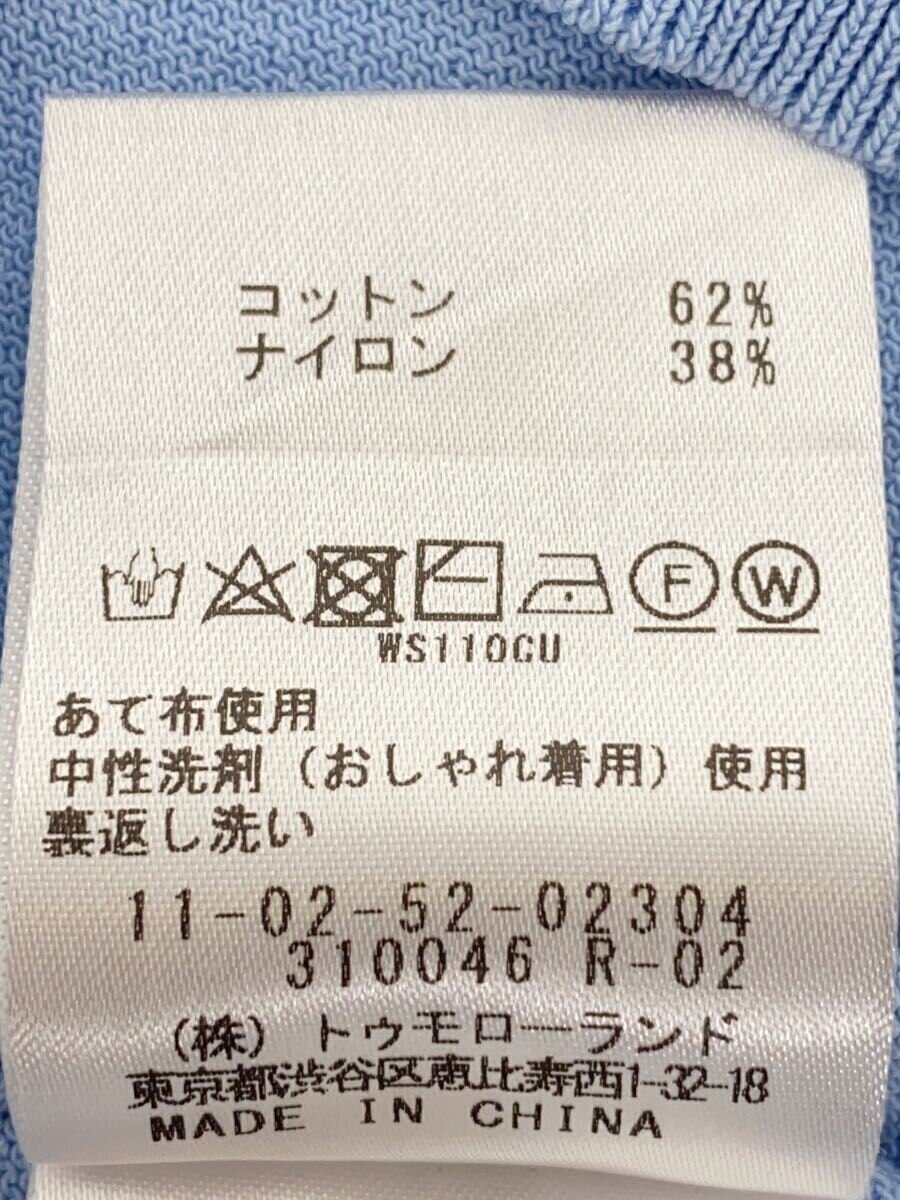 コットン 62%
ナイロン 38%
F W
WS110CU
あて布使用
中性洗剤(おしゃれ着用)使用
裏返し洗い
11-02-52-02304
310046 R-02
(株)トゥモローランド
東京都渋谷区恵比寿西1-32-18
MADE IN CHINA